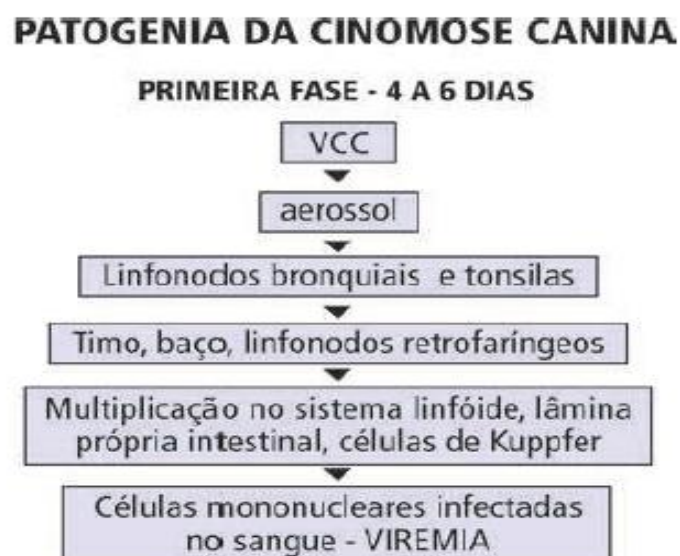 PATOGENIA DA CINOMOSE CANINA
PRIMEIRA FASE - 4 A 6 DIAS
VCC
aerossol
Linfonodos bronquiais e tonsilas
Timo, baço, linfonodos retrofaríngeos
Multiplicação no sistema linfóide, lâmina
própria intestinal, células de Kuppfer
Células mononucleares infectadas
no sangue - VIREMIA